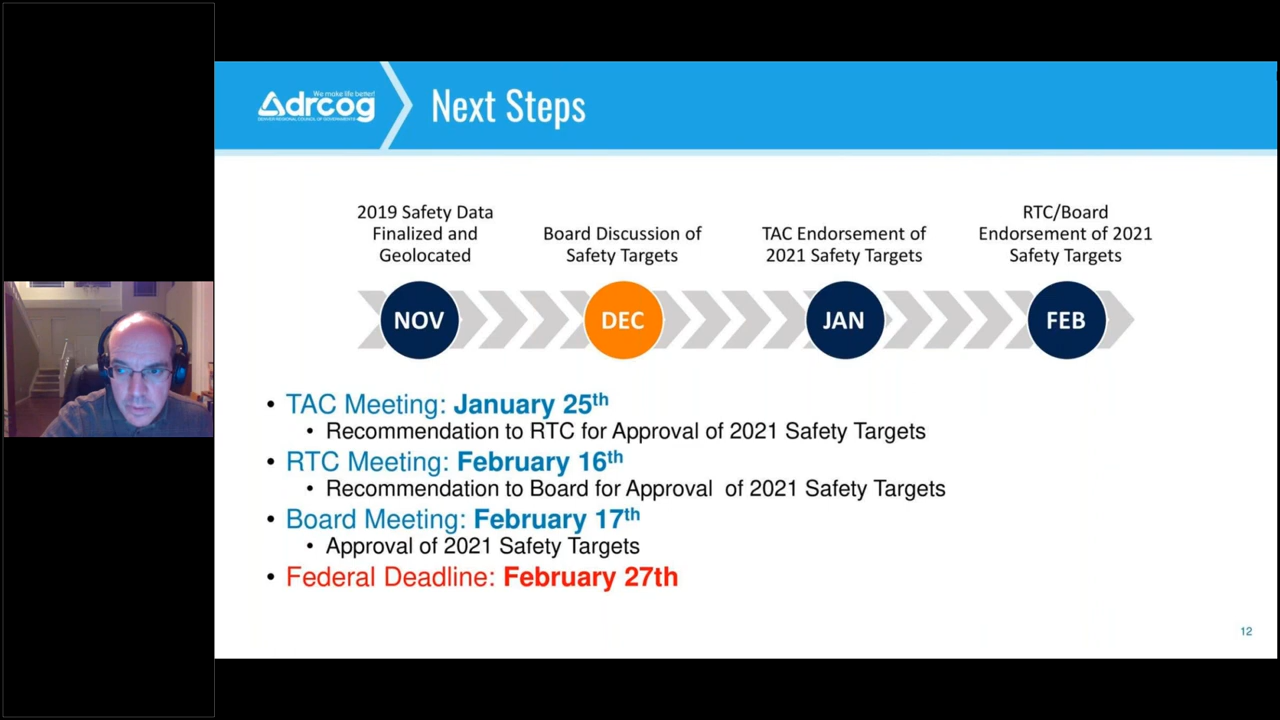 We make life better!
drcog
DENVER REGIONAL COUNCIL OF GOVERNMENTS
Next Steps
2019 Safety Data
Finalized and
Geolocated
Board Discussion of
Safety Targets
TAC Endorsement of
2021 Safety Targets
RTC/Board
Endorsement of 2021
Safety Targets
NOV
DEC
JAN
FEB
• TAC Meeting: January 25th
• Recommendation to RTC for Approval of 2021 Safety Targets
• RTC Meeting: February 16th
• Recommendation to Board for Approval of 2021 Safety Targets
• Board Meeting: February 17th
• Approval of 2021 Safety Targets
• Federal Deadline: February 27th
12